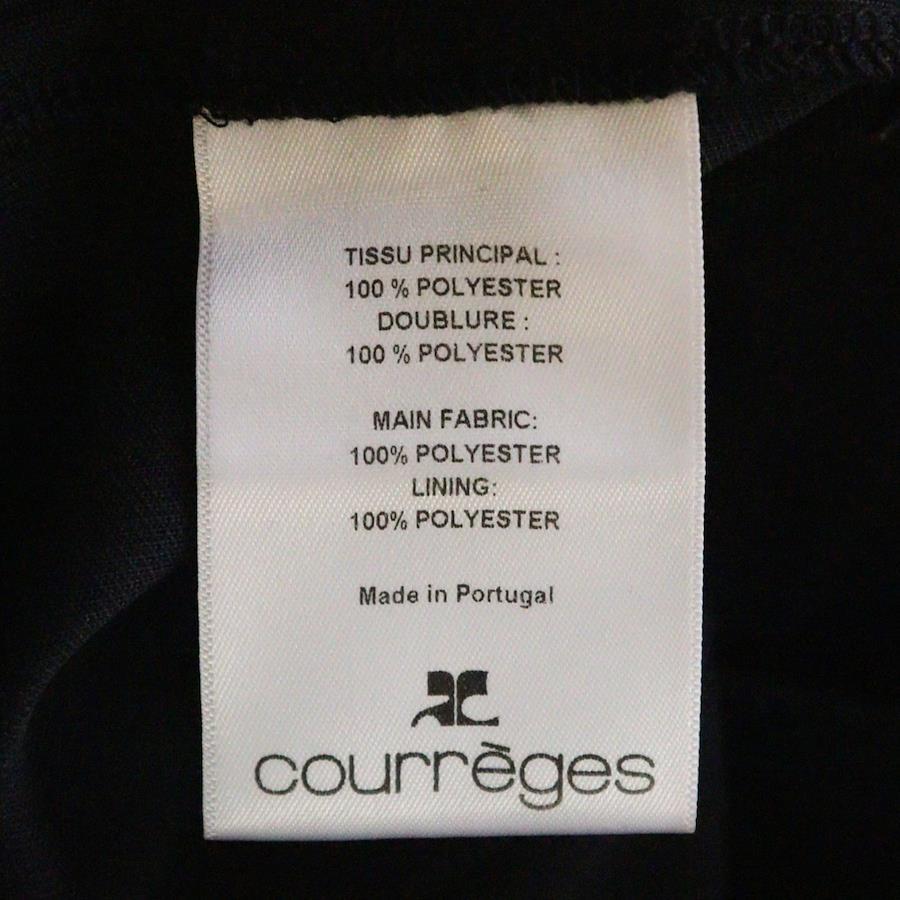 TISSU PRINCIPAL :
100 % POLYESTER
DOUBLURE :
100 % POLYESTER
MAIN FABRIC:
100% POLYESTER
LINING:
100% POLYESTER
Made in Portugal
courrèges